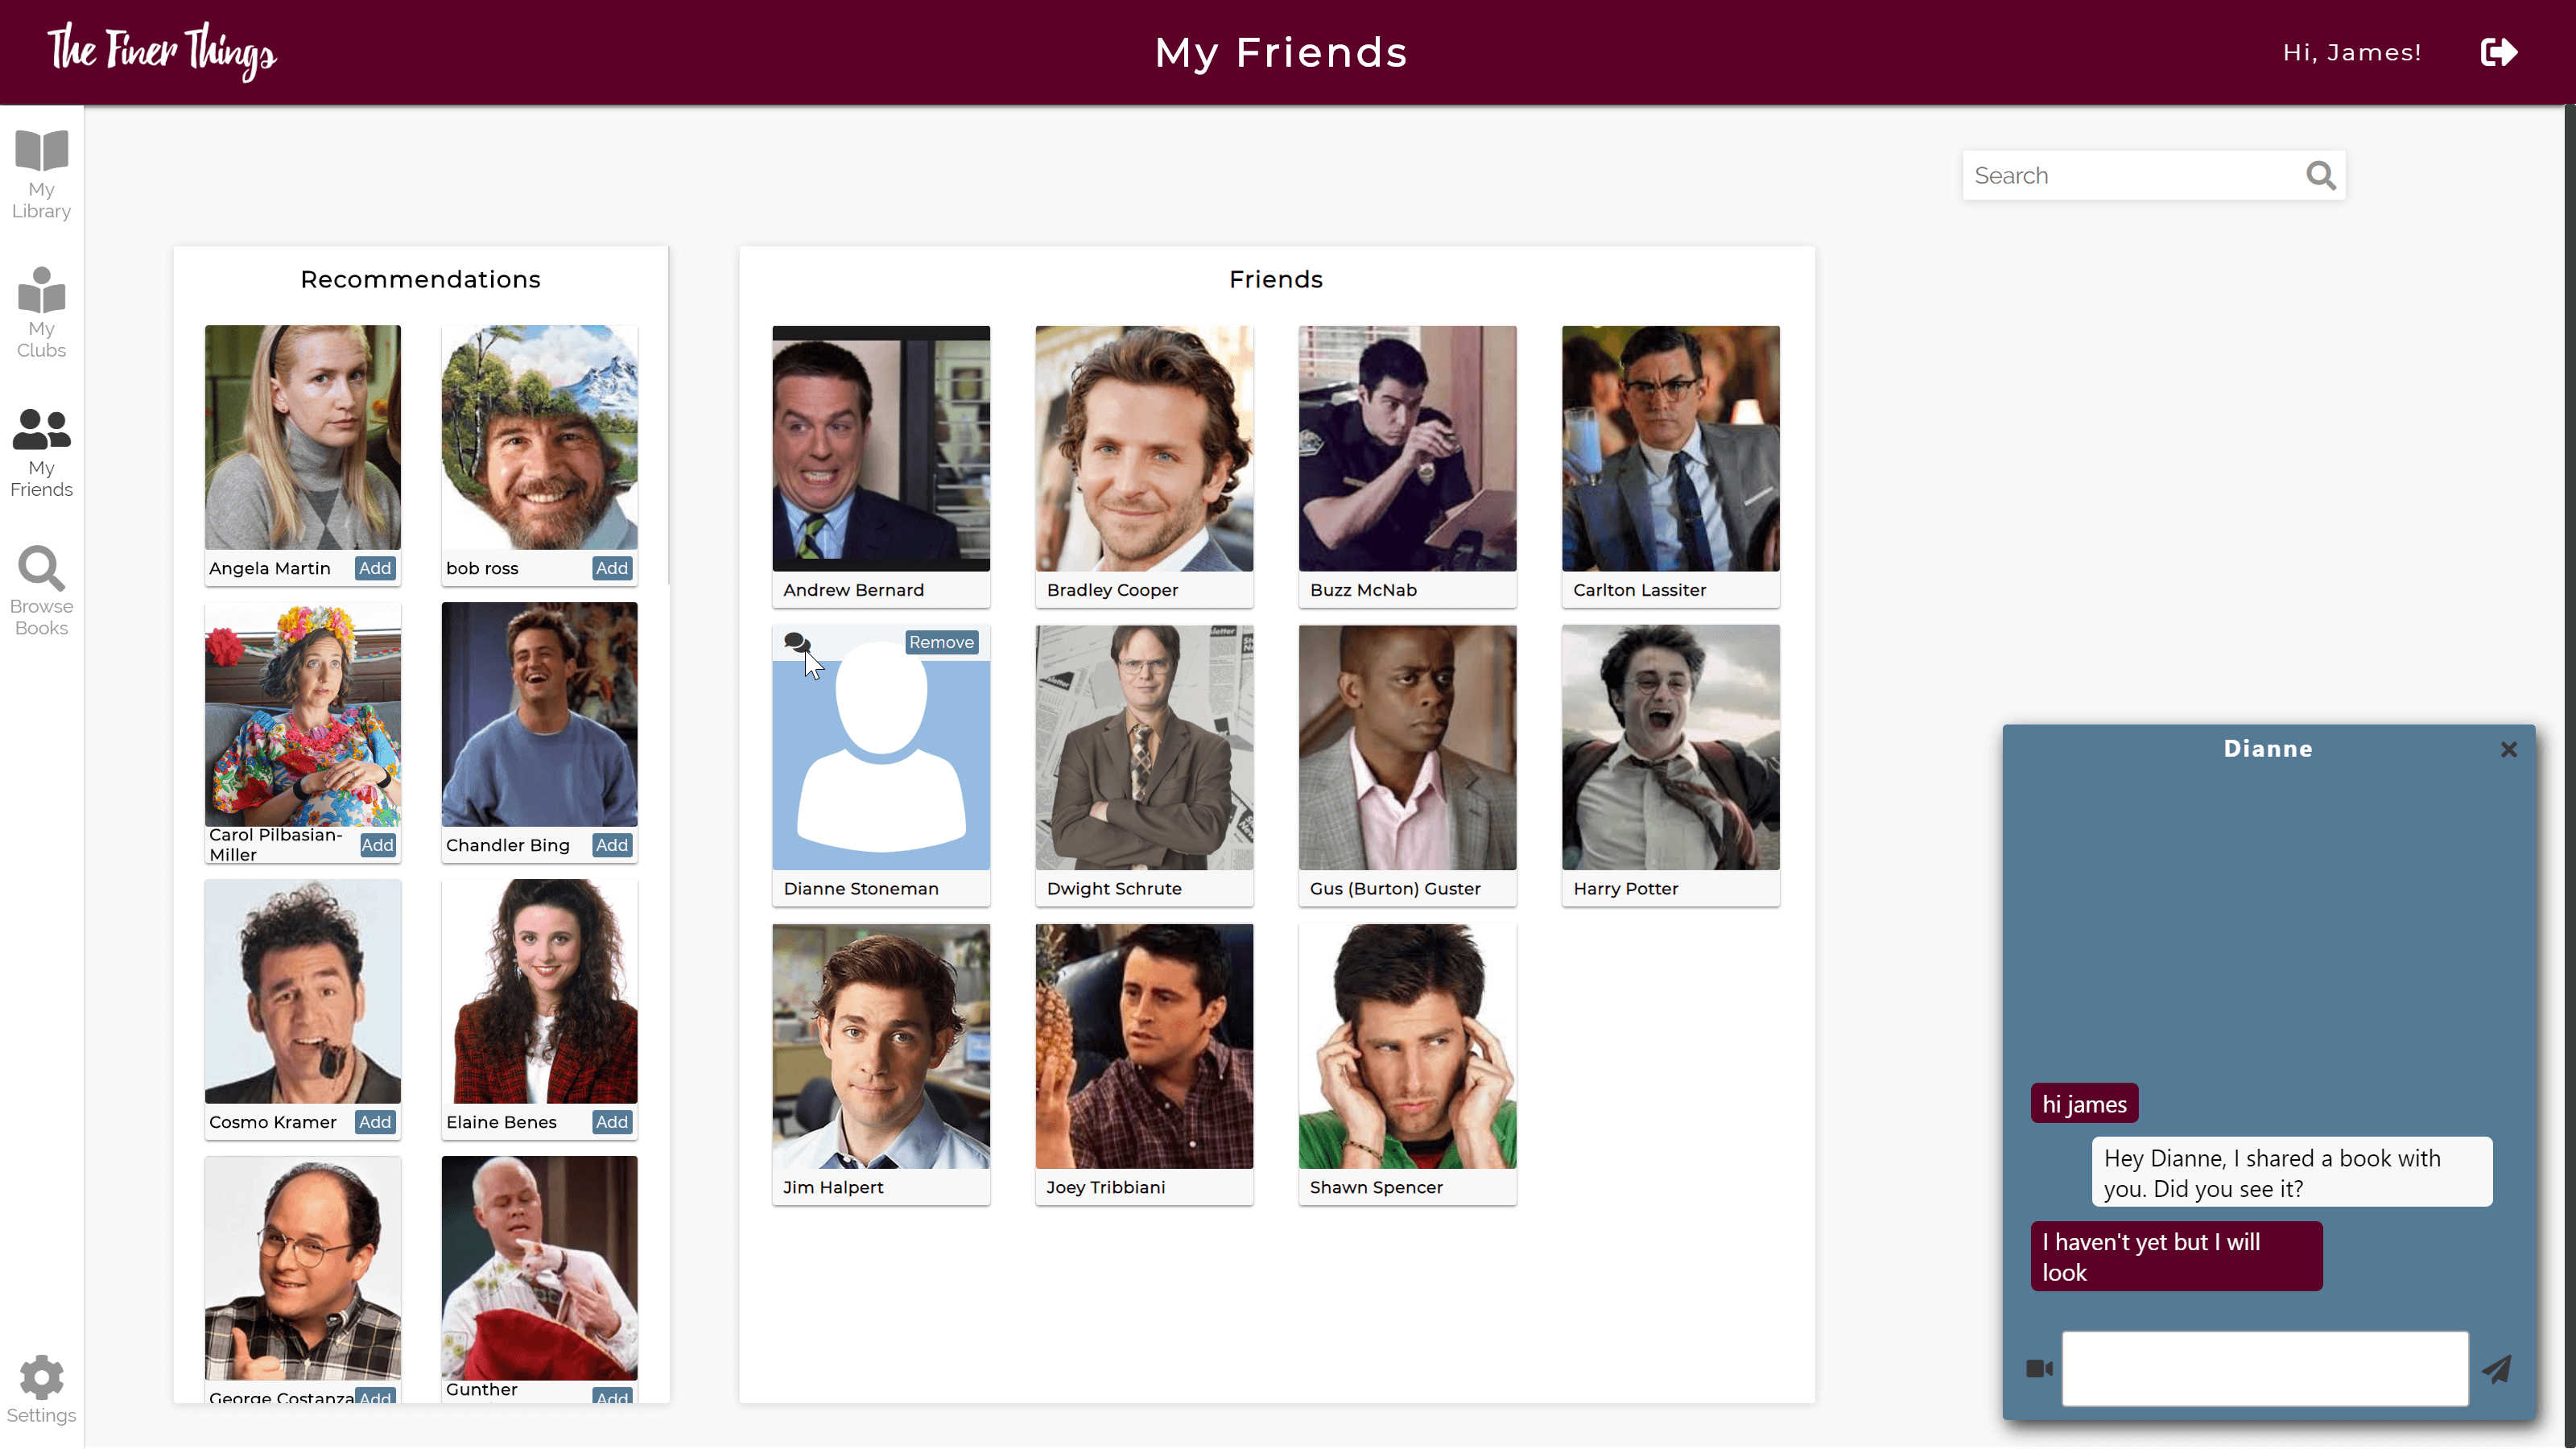 The Finer Things
My Friends
Hi, James!
My
Library
My
Clubs
My
Friends
Browse
Books
Settings
Search
Recommendations
Angela Martin Add
bob ross Add
Carol Pilbasian-
Miller Add
Chandler Bing Add
Cosmo Kramer Add
Elaine Benes Add
George Costanza Add
Gunther
Add
Friends
Andrew Bernard
Bradley Cooper
Buzz McNab
Carlton Lassiter
Remove
Dianne Stoneman
Dwight Schrute
Gus (Burton) Guster
Harry Potter
Jim Halpert
Joey Tribbiani
Shawn Spencer
Dianne
hi james
Hey Dianne, I shared a book with
you. Did you see it?
I haven't yet but I will
look